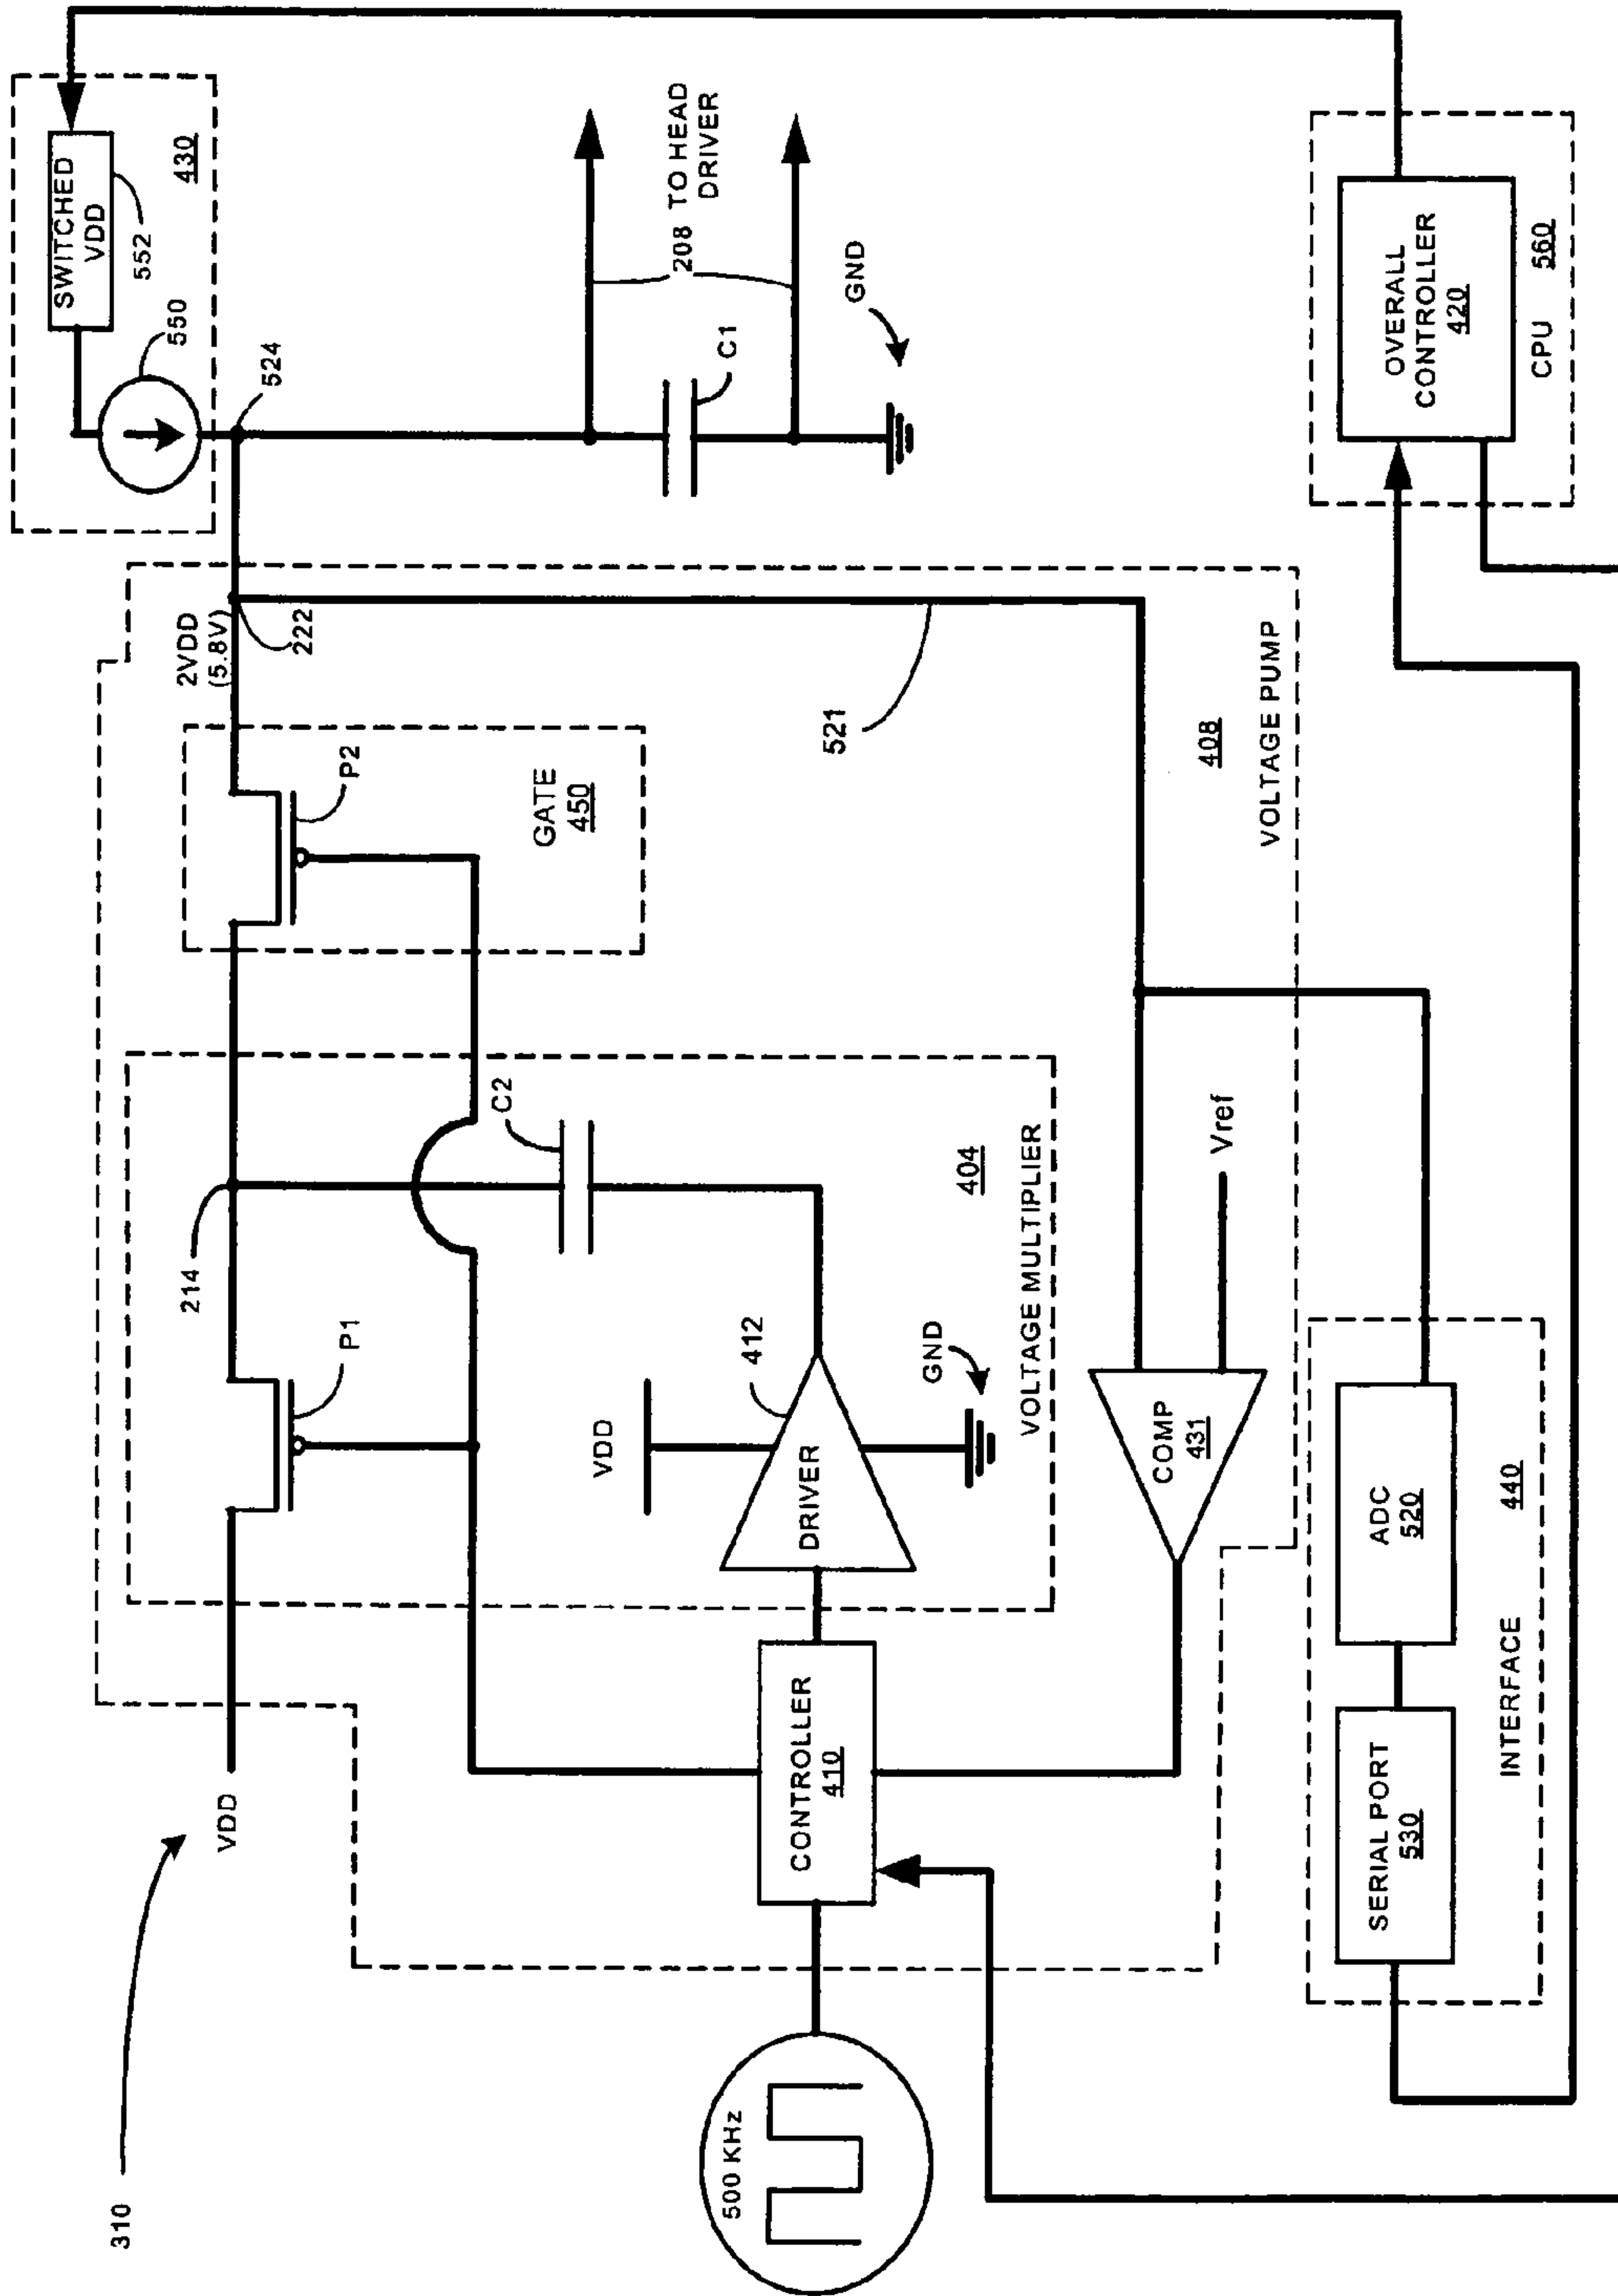 310
VDD
500 KHz
CONTROLLER
410
P1
214
C2
VDD
412
DRIVER
GND
404
VOLTAGE MULTIPLIER
P2
GATE
450
2VDD
(5.8V)
222
521
408
VOLTAGE PUMP
COMP
431
Vref
SERIAL PORT
530
ADC
520
INTERFACE
440
SWITCHED
VDD
552
430
550
524
208 TO HEAD
DRIVER
C1
GND
OVERALL
CONTROLLER
420
CPU
560